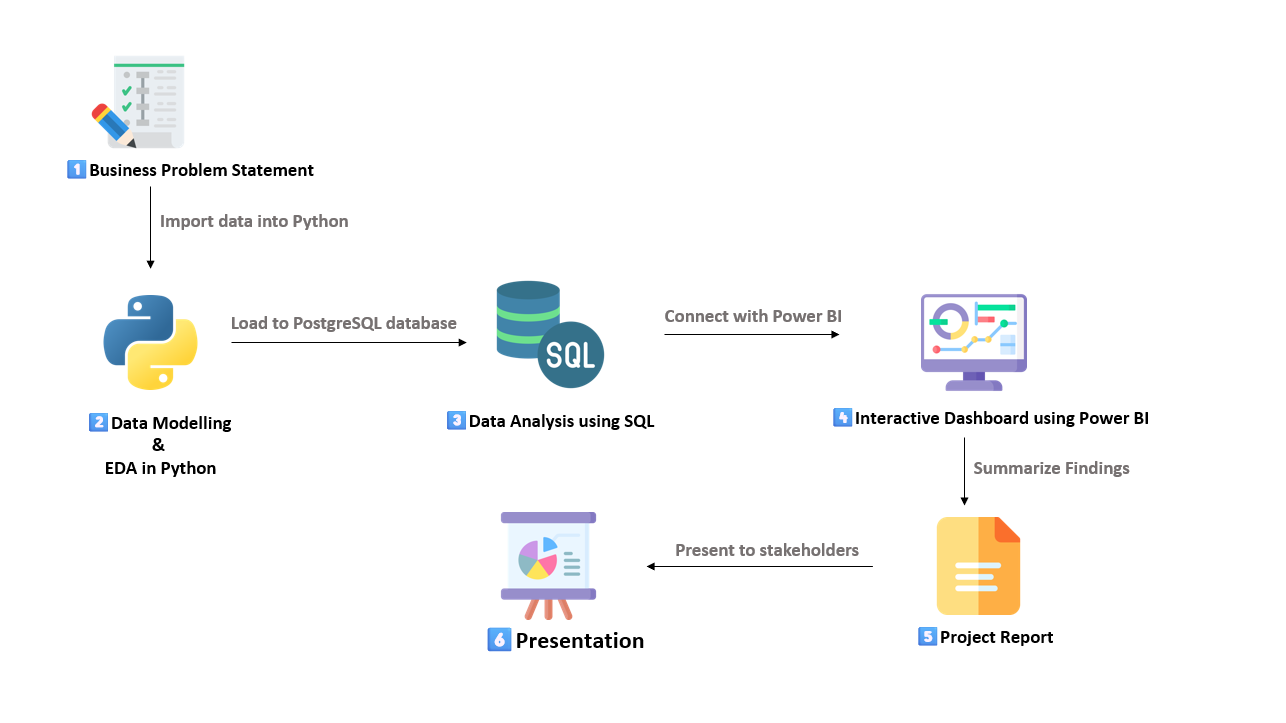 1 Business Problem Statement
Import data into Python
Load to PostgreSQL database
SQL
Connect with Power BI
2 Data Modelling
&
EDA in Python
3 Data Analysis using SQL
4 Interactive Dashboard using Power BI
Summarize Findings
Present to stakeholders
5 Project Report
6 Presentation